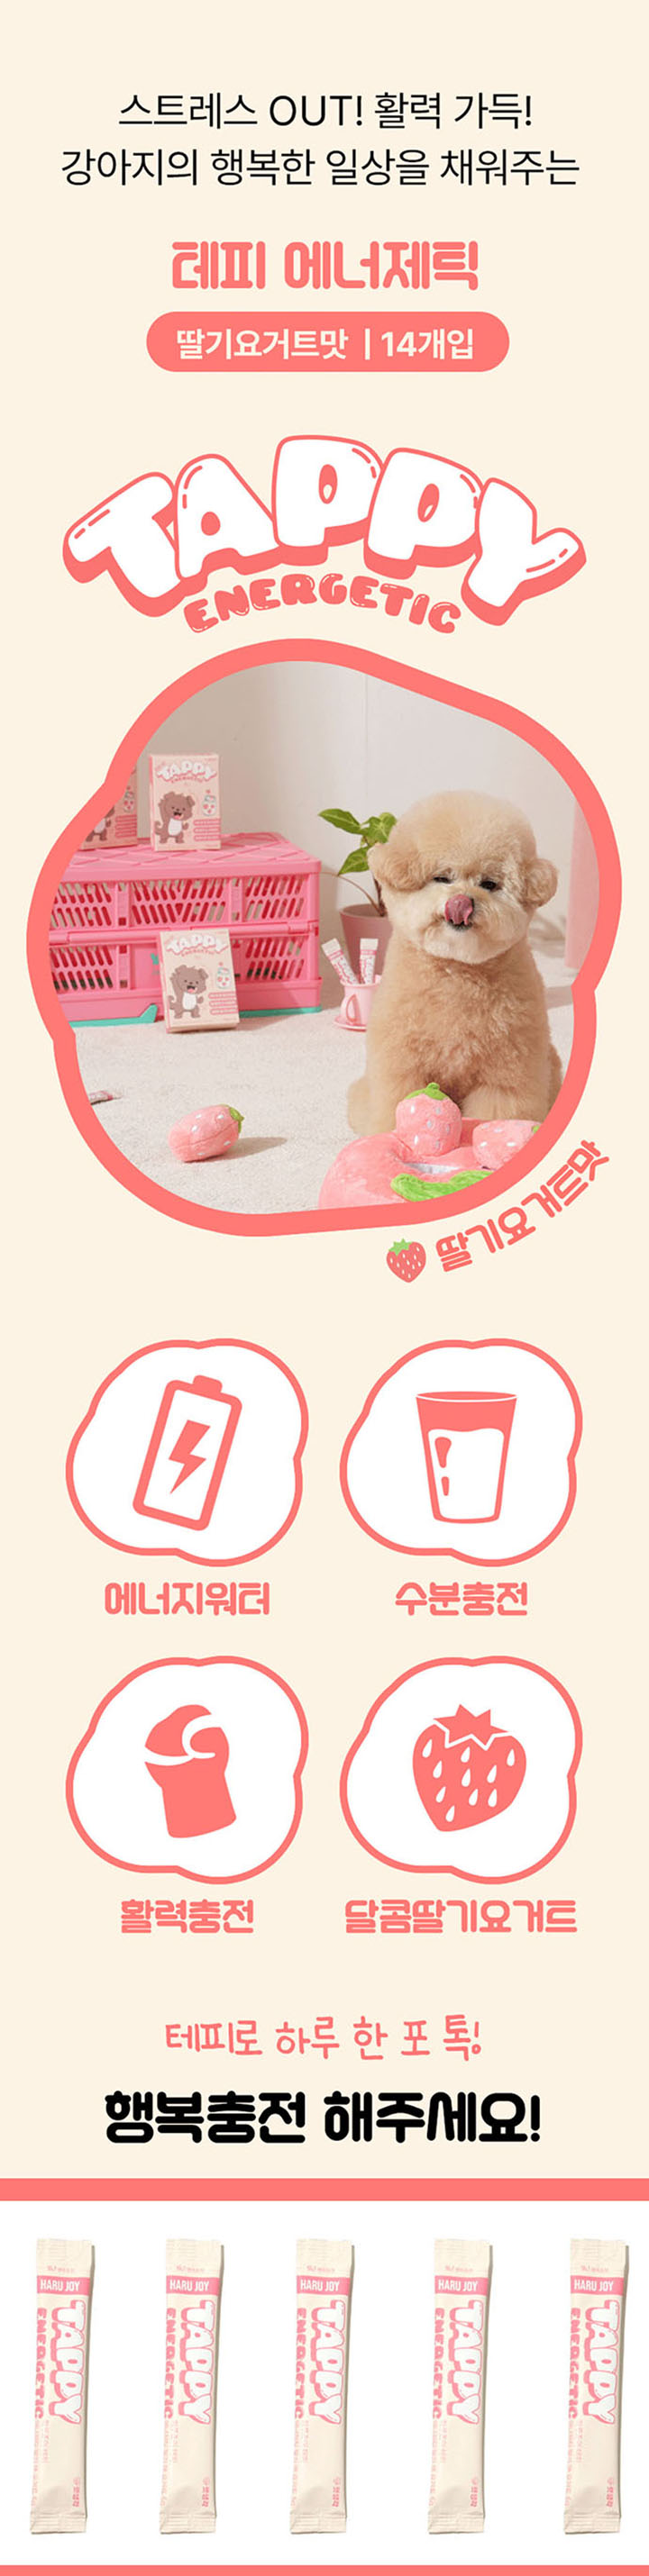 스트레스 OUT! 활력 가득!
강아지의 행복한 일상을 채워주는
테피 에너제틱
딸기요거트맛 | 14개입
TAPPY
ENERGETIC
TAPPY
TAPPY
TAPPY
딸기요거트맛
에너지워터
수분충전
활력충전
달콤딸기요거트
테피로 하루 한 포 톡!
행복충전 해주세요!
HARU JOY
TAPPY
ENERGETIC
HARU JOY
TAPPY
ENERGETIC
HARU JOY
TAPPY
ENERGETIC
HARU JOY
TAPPY
ENERGETIC
HARU JOY
TAPPY
ENERGETIC